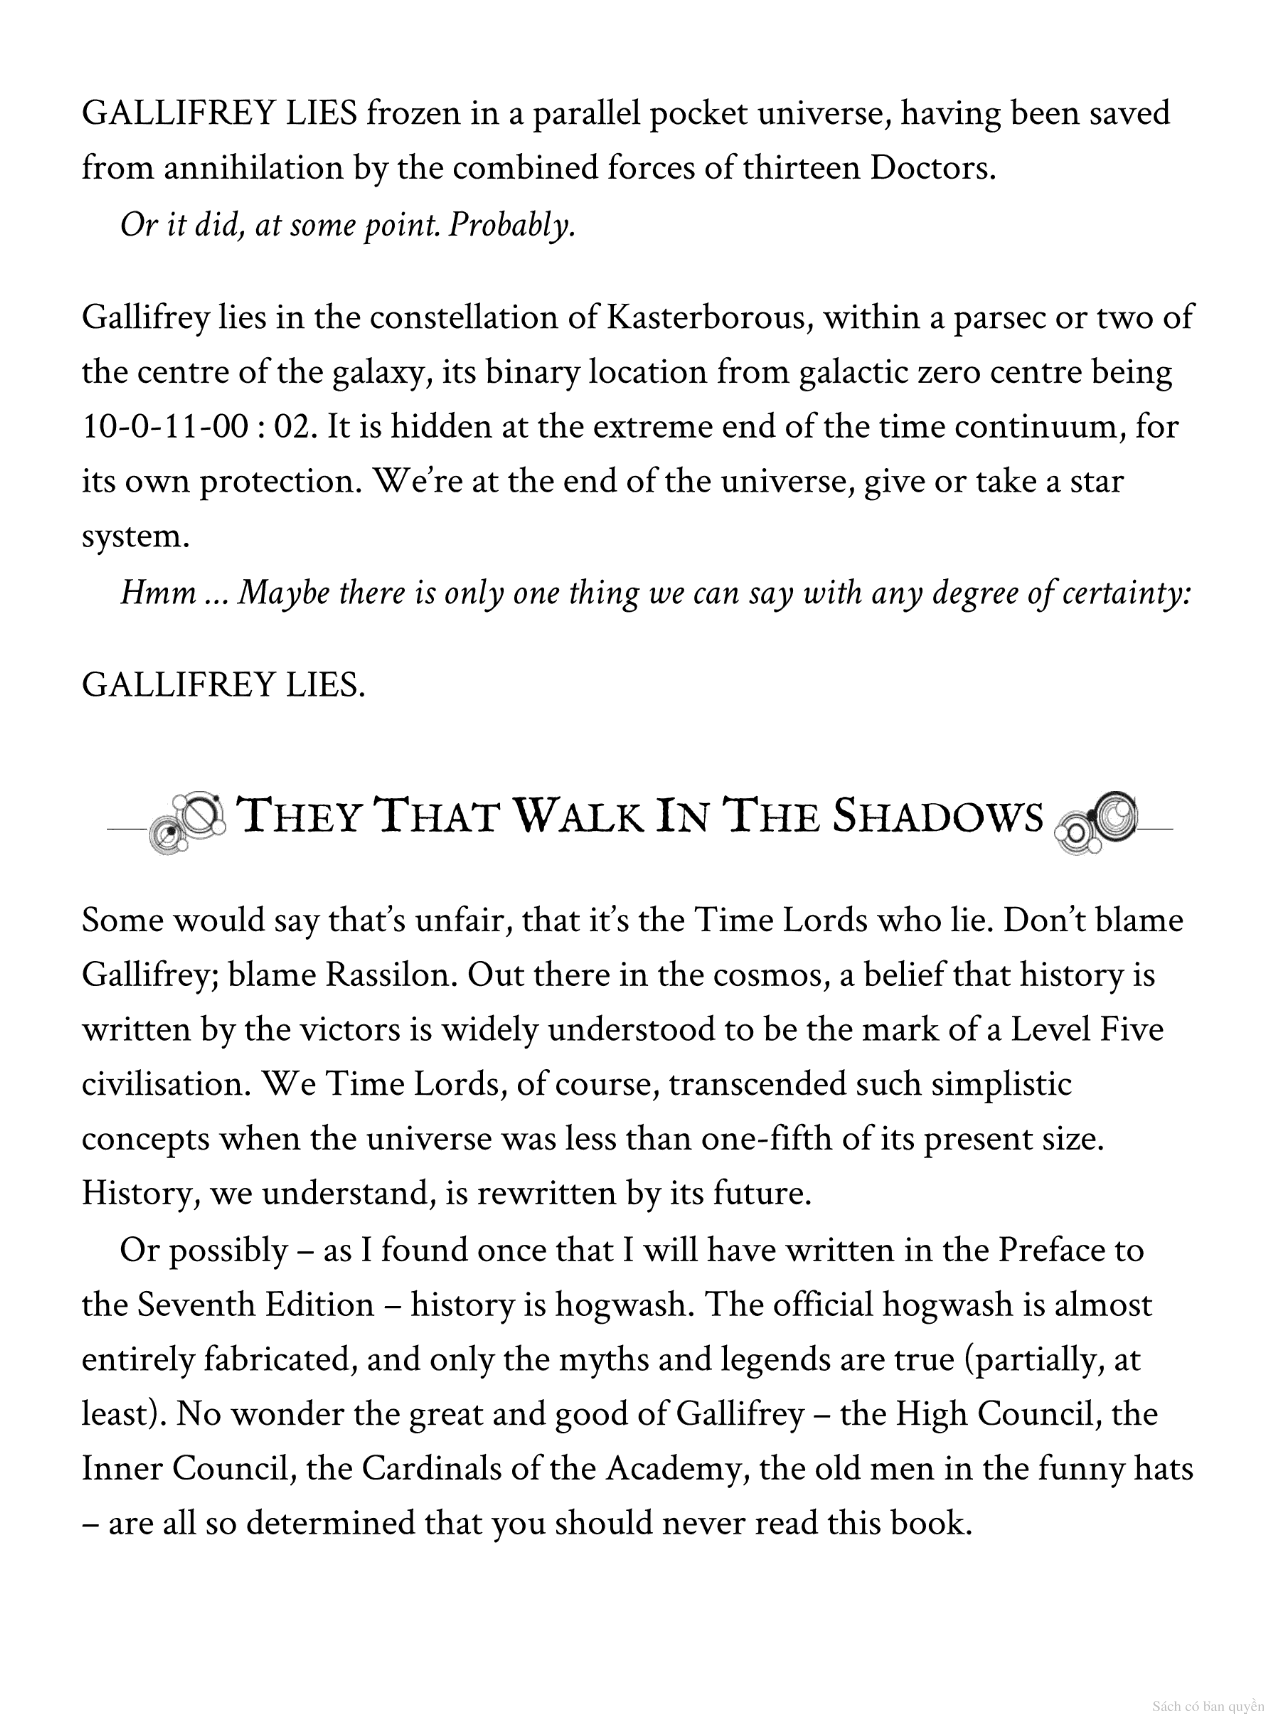 GALLIFREY LIES frozen in a parallel pocket universe, having been saved
from annihilation by the combined forces of thirteen Doctors.
Or it did, at some point. Probably.
Gallifrey lies in the constellation of Kasterborous, within a parsec or two of
the centre of the galaxy, its binary location from galactic zero centre being
10-0-11-00 : 02. It is hidden at the extreme end of the time continuum, for
its own protection. We’re at the end of the universe, give or take a star
system.
Hmm … Maybe there is only one thing we can say with any degree of certainty:
GALLIFREY LIES.
THEY THAT WALK IN THE SHADOWS
Some would say that’s unfair, that it’s the Time Lords who lie. Don’t blame
Gallifrey; blame Rassilon. Out there in the cosmos, a belief that history is
written by the victors is widely understood to be the mark of a Level Five
civilisation. We Time Lords, of course, transcended such simplistic
concepts when the universe was less than one-fifth of its present size.
History, we understand, is rewritten by its future.
Or possibly – as I found once that I will have written in the Preface to
the Seventh Edition – history is hogwash. The official hogwash is almost
entirely fabricated, and only the myths and legends are true (partially, at
least). No wonder the great and good of Gallifrey – the High Council, the
Inner Council, the Cardinals of the Academy, the old men in the funny hats
– are all so determined that you should never read this book.
Sách có bản quyền